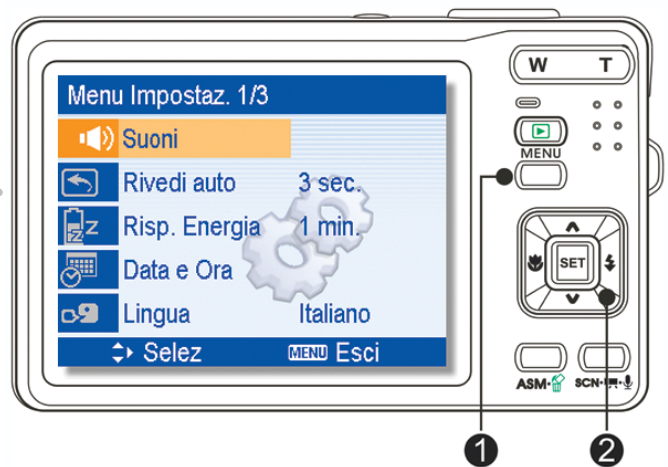 Menu Impostaz. 1/3
Suoni
Rivedi auto 3 sec.
Risp. Energia 1 min.
Data e Ora
Lingua Italiano
Selez MENU Esci
W T
MENU
SET
ASM SCN
1 2